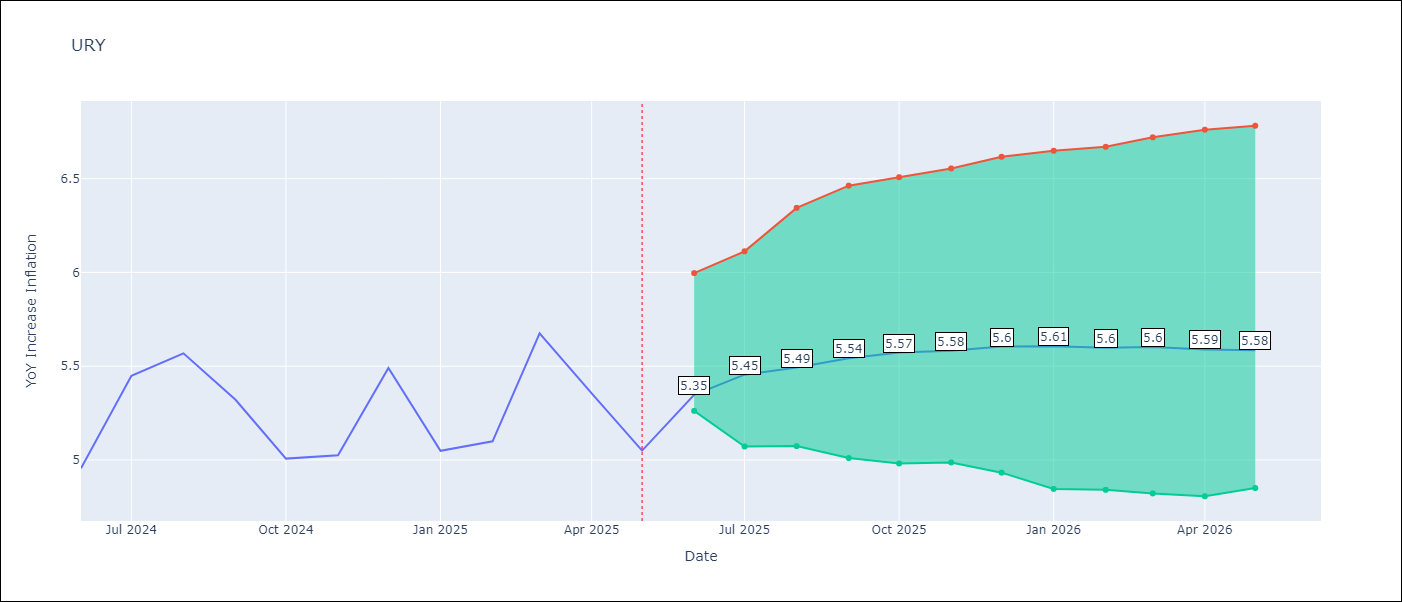 URY
YoY Increase Inflation
6.5
6
5.5
5
5.35
5.45
5.49
5.54
5.57
5.58
5.6
5.61
5.6
5.6
5.59
5.58
Jul 2024
Oct 2024
Jan 2025
Apr 2025
Jul 2025
Oct 2025
Jan 2026
Apr 2026
Date